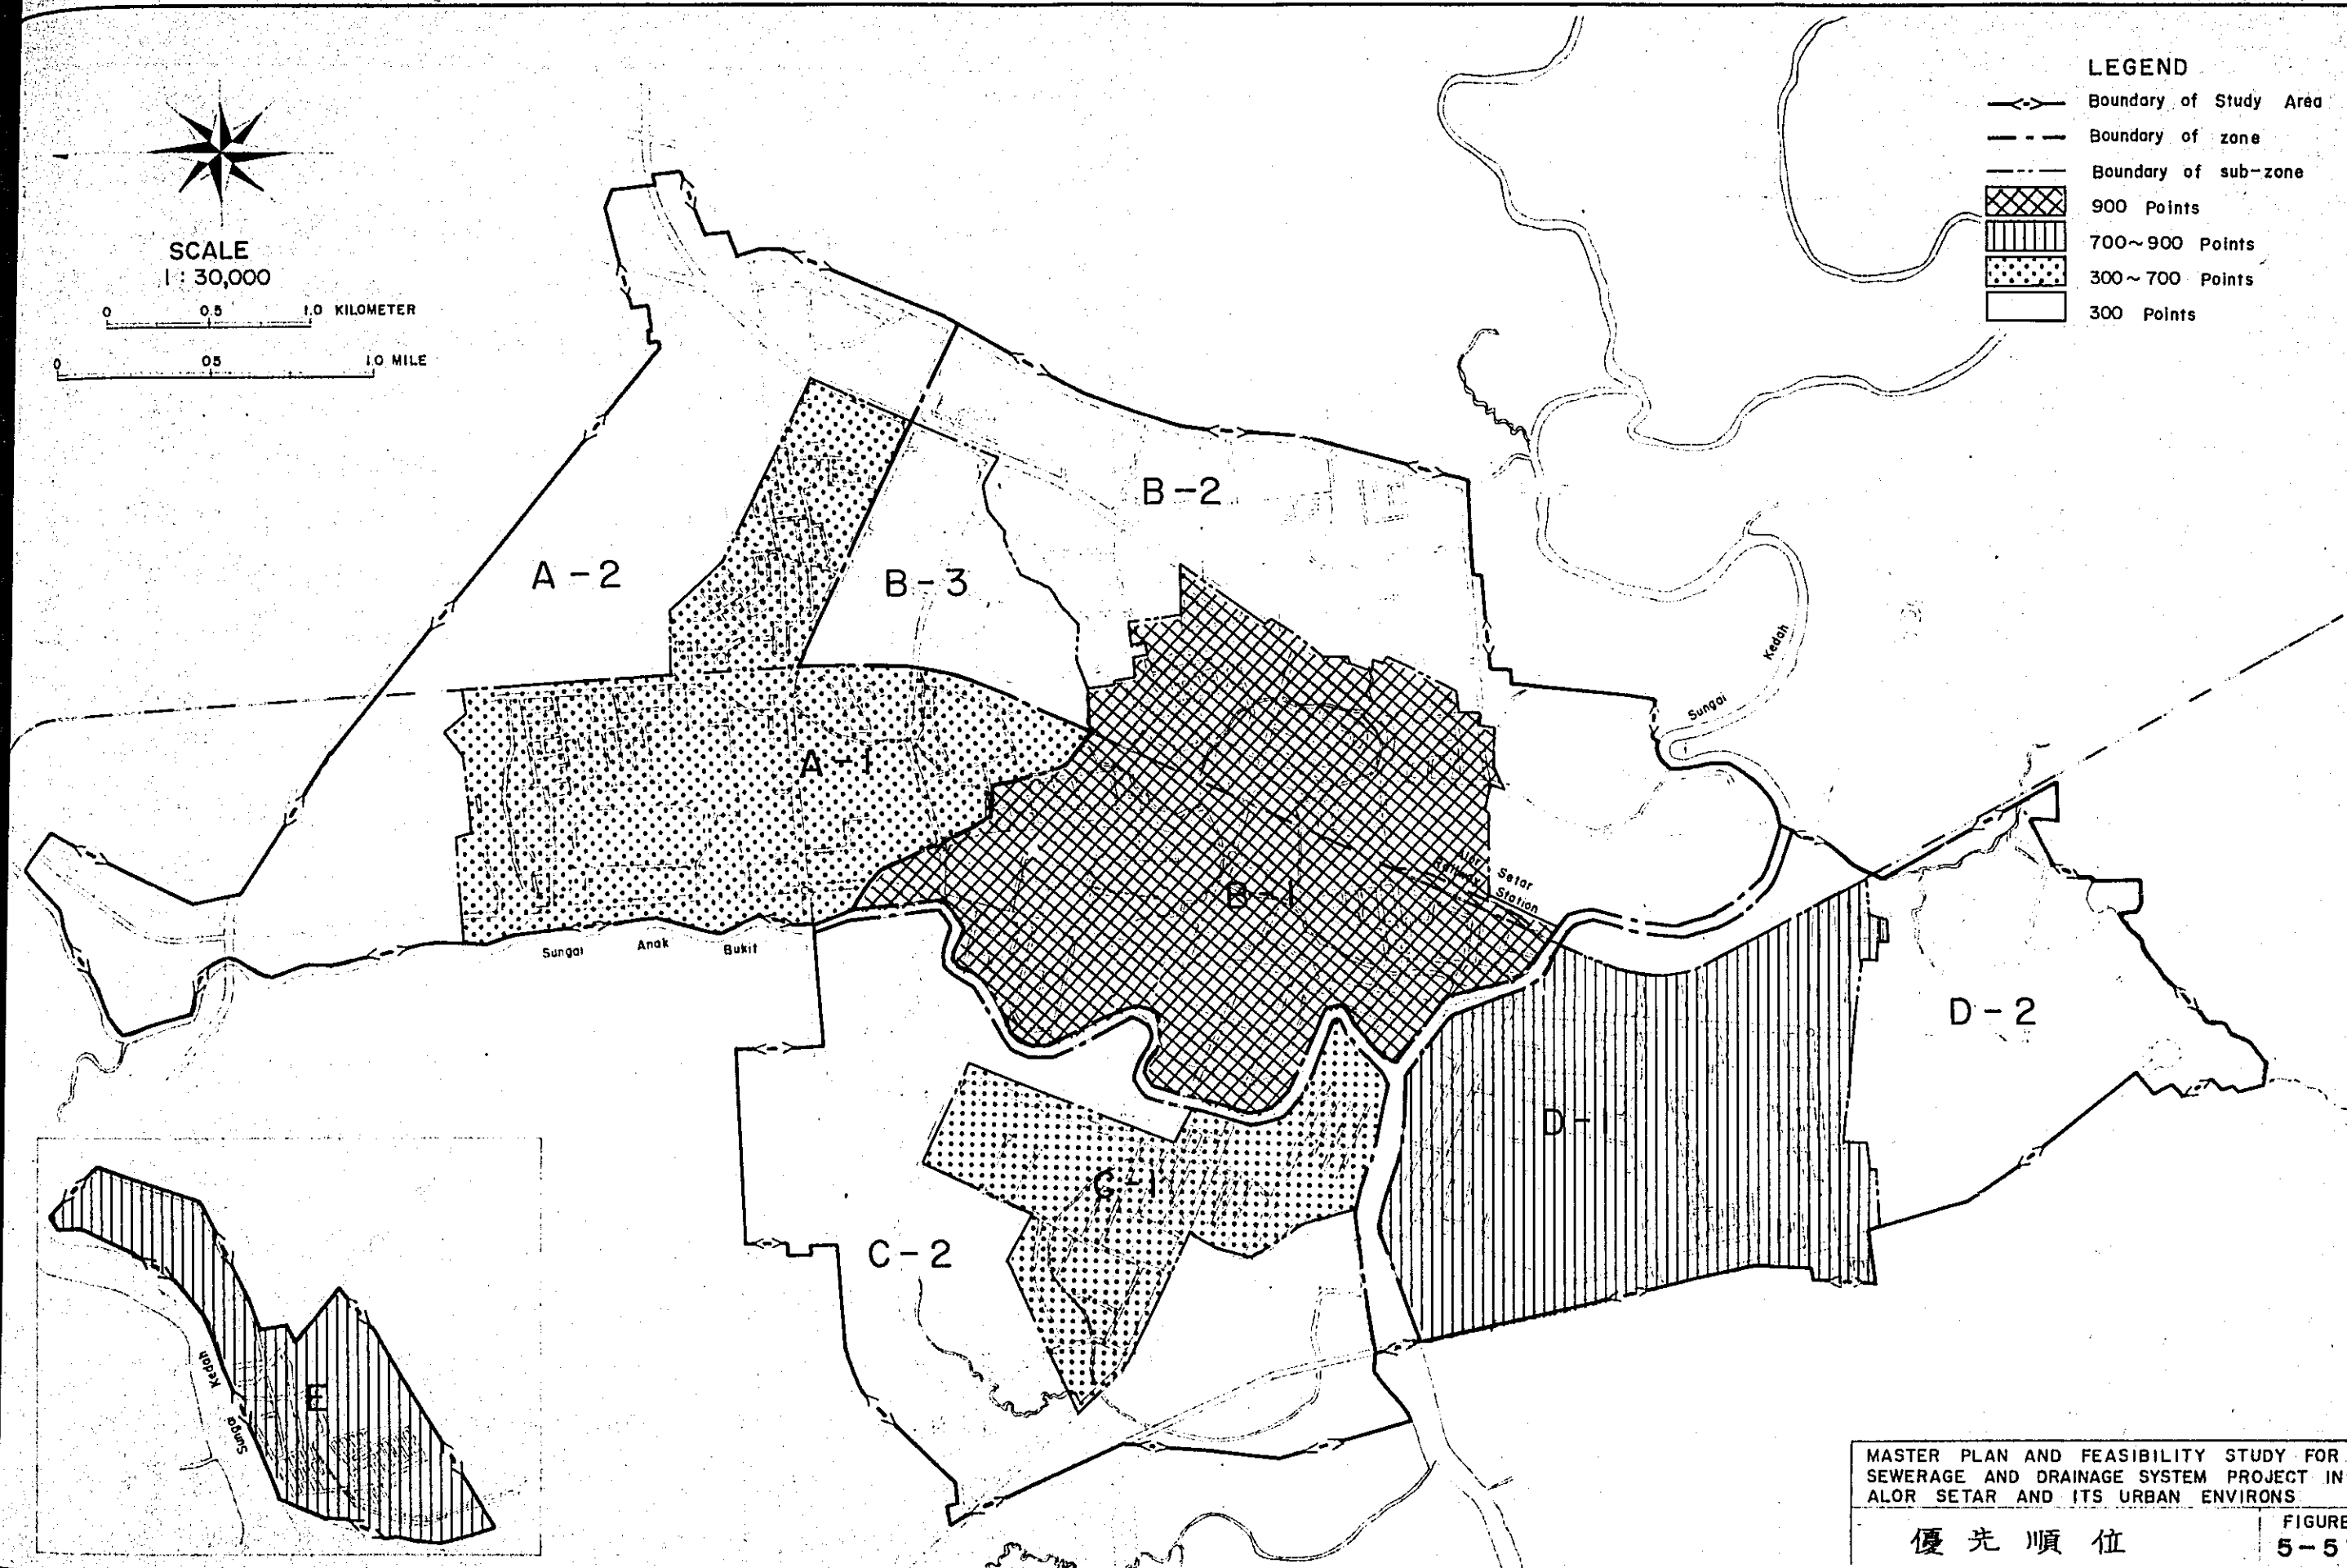 LEGEND
Boundary of Study Area
Boundary of zone
Boundary of sub-zone
900 Points
700~900 Points
300~700 Points
300 Points
SCALE
1 : 30,000
0 0.5 1.0 KILOMETER
0 0.5 1.0 MILE
B-2
A-2
B-3
Kedah
Sungai
A-1
Alor Setar
Railway Station
B-1
Sungai Anak Bukit
D-2
D-1
C-1
C-2
E
Kedah
Sungai
MASTER PLAN AND FEASIBILITY STUDY FOR
SEWERAGE AND DRAINAGE SYSTEM PROJECT IN
ALOR SETAR AND ITS URBAN ENVIRONS
優先順位
FIGURE
5-5